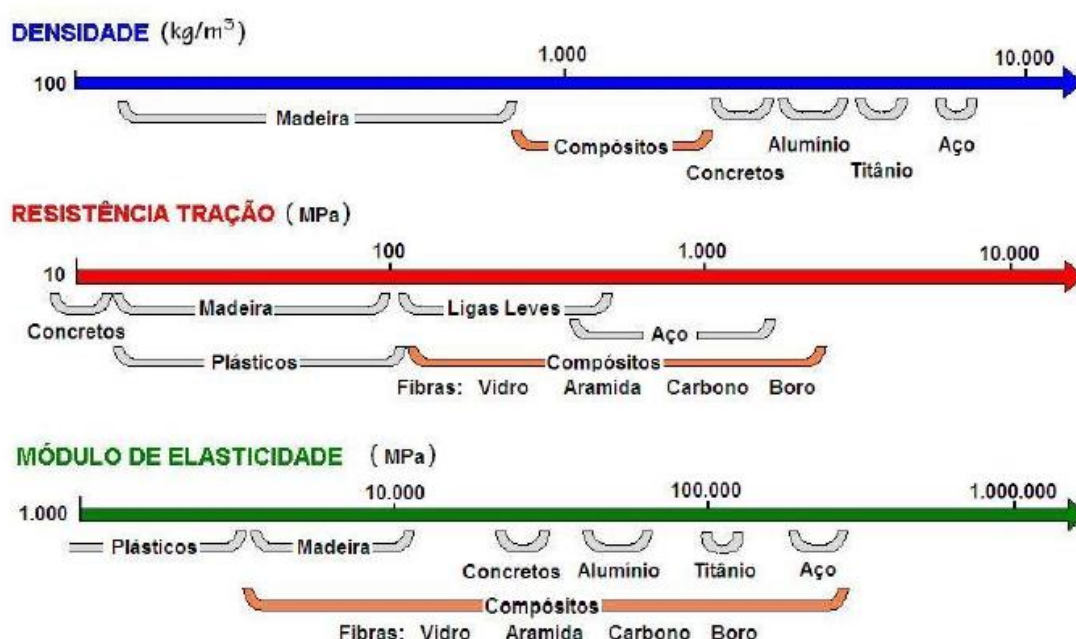 DENSIDADE (kg/m³)
1.000 10.000
100
Madeira
Compósitos
Concretos Alumínio Titânio Aço
RESISTÊNCIA TRAÇÃO (MPa)
100 1.000 10.000
10
Concretos Madeira Ligas Leves
Aço
Plásticos Compósitos
Fibras: Vidro Aramida Carbono Boro
MÓDULO DE ELASTICIDADE (MPa)
10.000 100.000 1.000.000
1.000
Plásticos Madeira
Concretos Alumínio Titânio Aço
Compósitos
Fibras: Vidro Aramida Carbono Boro